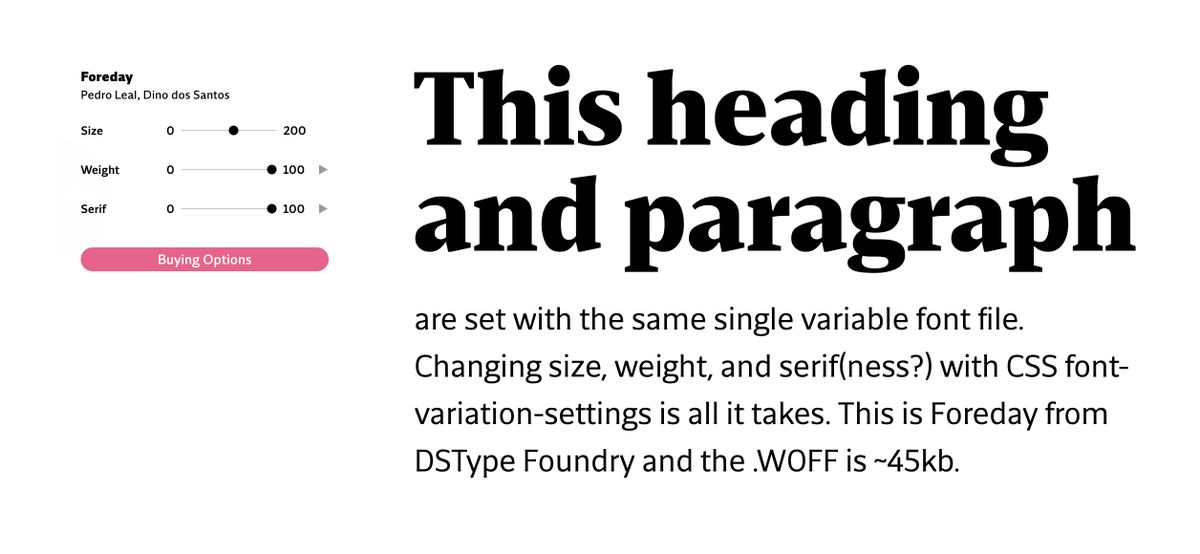 Foreday
Pedro Leal, Dino dos Santos
Size 0 200
Weight 0 100
Serif 0 100
Buying Options
This heading
and paragraph
are set with the same single variable font file.
Changing size, weight, and serif(ness?) with CSS font-
variation-settings is all it takes. This is Foreday from
DSType Foundry and the .WOFF is ~45kb.